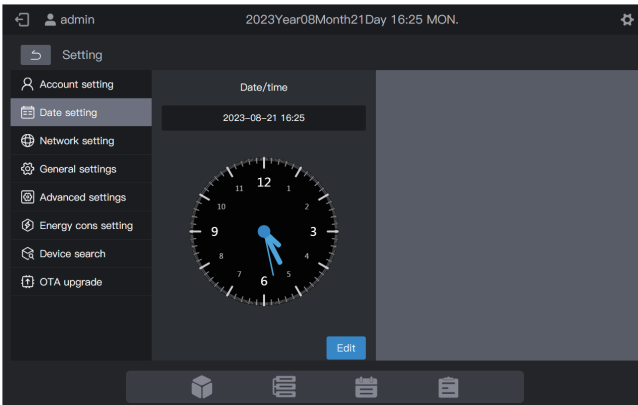 admin
2023Year08Month21Day 16:25 MON.
Setting
Account setting
Date setting
Network setting
General settings
Advanced settings
Energy cons setting
Device search
OTA upgrade
Date/time
2023-08-21 16:25
12
1
2
3
4
5
6
7
8
9
10
11
Edit